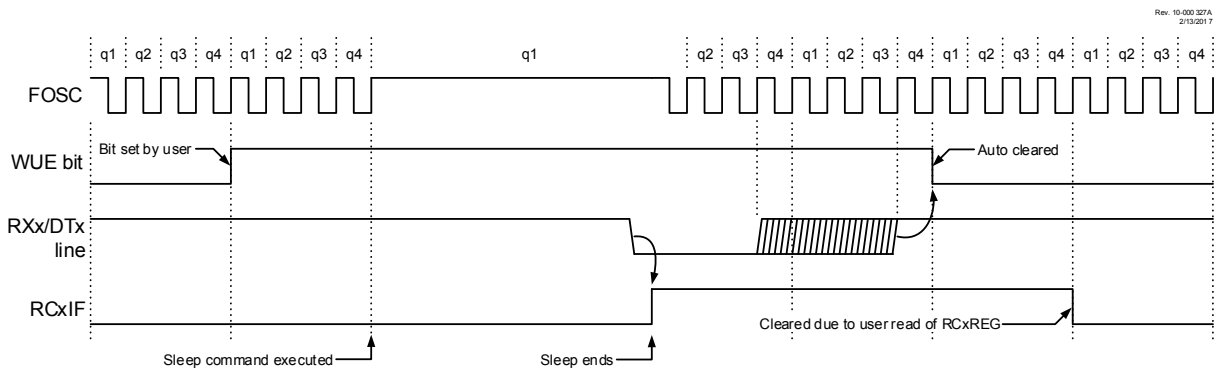 Rev. 10-000 327A
2/13/201 7
q1 q2 q3 q4 q1 q2 q3 q4 q1 q2 q3 q4 q1 q2 q3 q4 q1 q2 q3 q4 q1 q2 q3 q4
FOSC
Bit set by user
WUE bit
Auto cleared
RXx/DTx
line
RCxIF
Cleared due to user read of RCxREG
Sleep command executed
Sleep ends